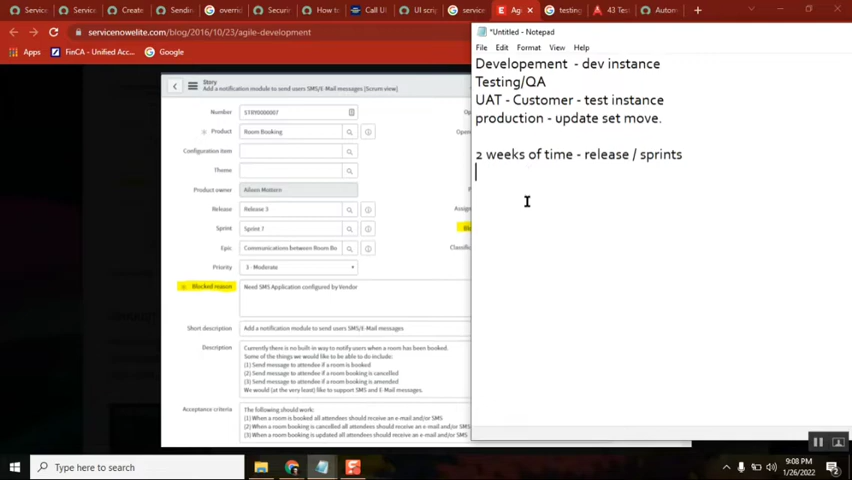 Service
Service
Create
Sendin
overrid
Securin
How to
Call UI
UI scrip
service
Agi
testing
43 Test
Autom
servicenowelite.com/blog/2016/10/23/agile-development
Apps
FinCA - Unified Acc...
Google
*Untitled - Notepad
File Edit Format View Help
Developement - dev instance
Testing/QA
UAT - Customer - test instance
production - update set move.
2 weeks of time - release / sprints
Story
Add a notification module to send users SMS/E-Mail messages [Scrum view]
Number
Product Room Booking
Configuration item
Theme
Product owner
Release Release 3
Sprint Sprint 7
Epic Communications between Room Bo
Priority 3 - Moderate
Blocked reason Need SMS Application configured by Vendor
Short description Add a notification module to send users SMS/E-Mail messages
Description Currently there is no built in way to notify users when a room has been booked.
Some of the things we would like to be able to do include:
(1) Send message to attendee if a room is booked
(2) Send message to attendee if a room booking is cancelled
(3) Send message to attendee if a room booking is amended
We would (at the very least) like to support SMS and E-Mail messages.
Acceptance criteria The following should work:
(1) When a room is booked all attendees should receive an e-mail and/or SMS
(2) When a room booking is cancelled all attendees should receive an e-mail and/or SMS
(3) When a room booking is updated all attendees should receive an e-mail and/or SMS
Type here to search
9:08 PM
1/26/2022
2